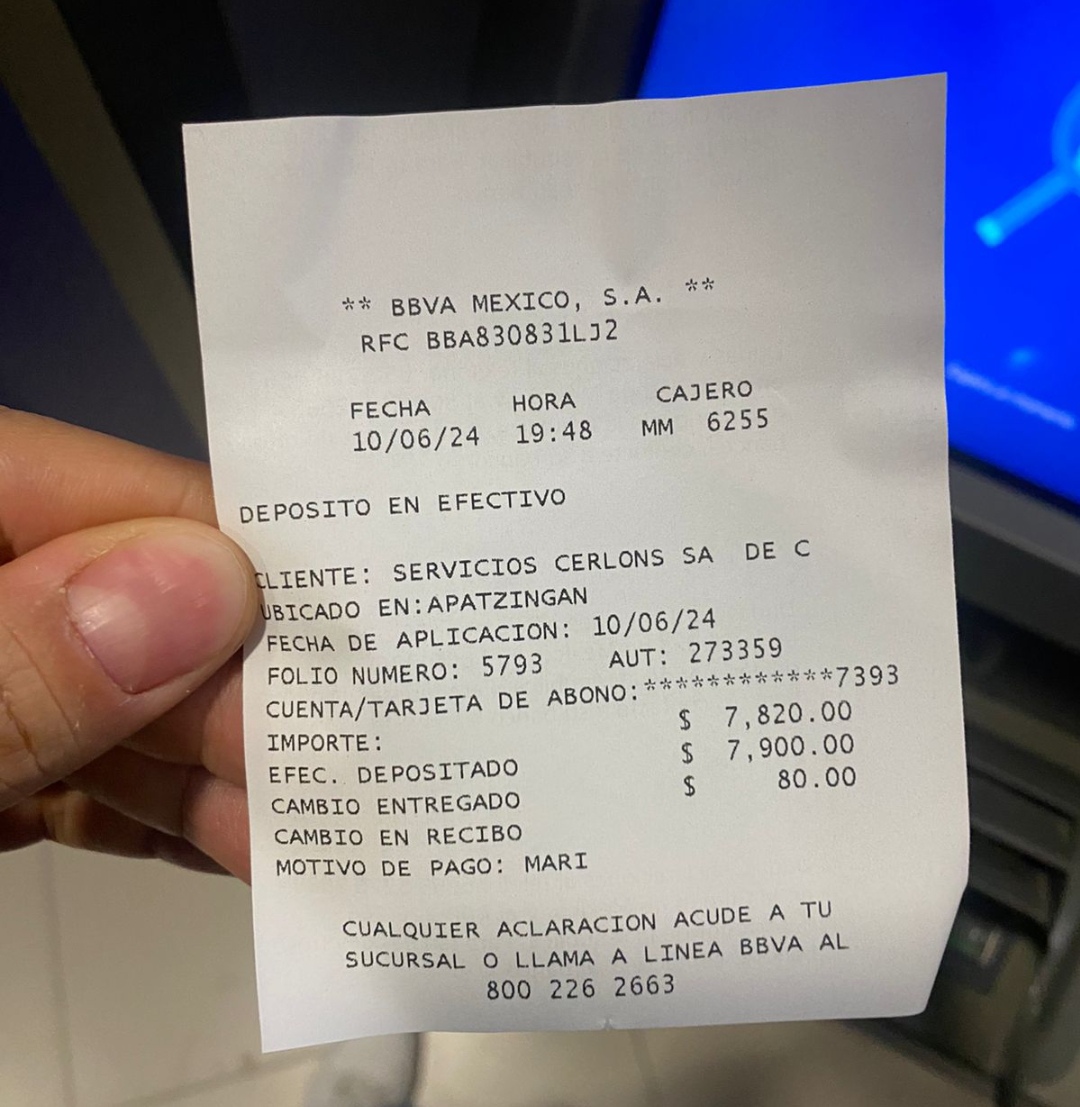 ** BBVA MEXICO, S.A. **
RFC BBA830831LJ2
FECHA HORA CAJERO
10/06/24 19:48 MM 6255
DEPOSITO EN EFECTIVO
CLIENTE: SERVICIOS CERLONS SA DE C
UBICADO EN:APATZINGAN
FECHA DE APLICACION: 10/06/24
FOLIO NUMERO: 5793 AUT: 273359
CUENTA/TARJETA DE ABONO:************7393
IMPORTE: $ 7,820.00
EFEC. DEPOSITADO $ 7,900.00
CAMBIO ENTREGADO $ 80.00
CAMBIO EN RECIBO
MOTIVO DE PAGO: MARI
CUALQUIER ACLARACION ACUDE A TU
SUCURSAL O LLAMA A LINEA BBVA AL
800 226 2663